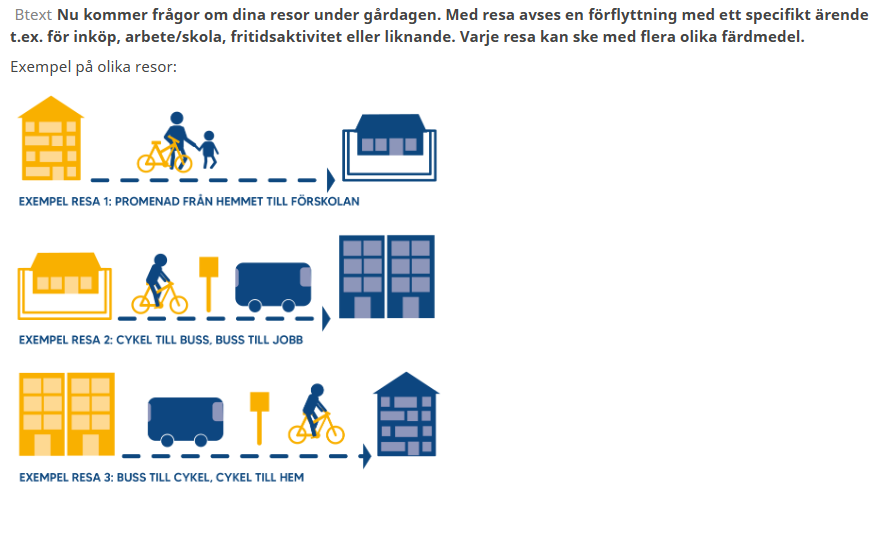 Btext Nu kommer frågor om dina resor under gårdagen. Med resa avses en förflyttning med ett specifikt ärende
t.ex. för inköp, arbete/skola, fritidsaktivitet eller liknande. Varje resa kan ske med flera olika färdmedel.
Exempel på olika resor:
EXEMPEL RESA 1: PROMENAD FRÅN HEMMET TILL FÖRSKOLAN
EXEMPEL RESA 2: CYKEL TILL BUSS, BUSS TILL JOBB
EXEMPEL RESA 3: BUSS TILL CYKEL, CYKEL TILL HEM